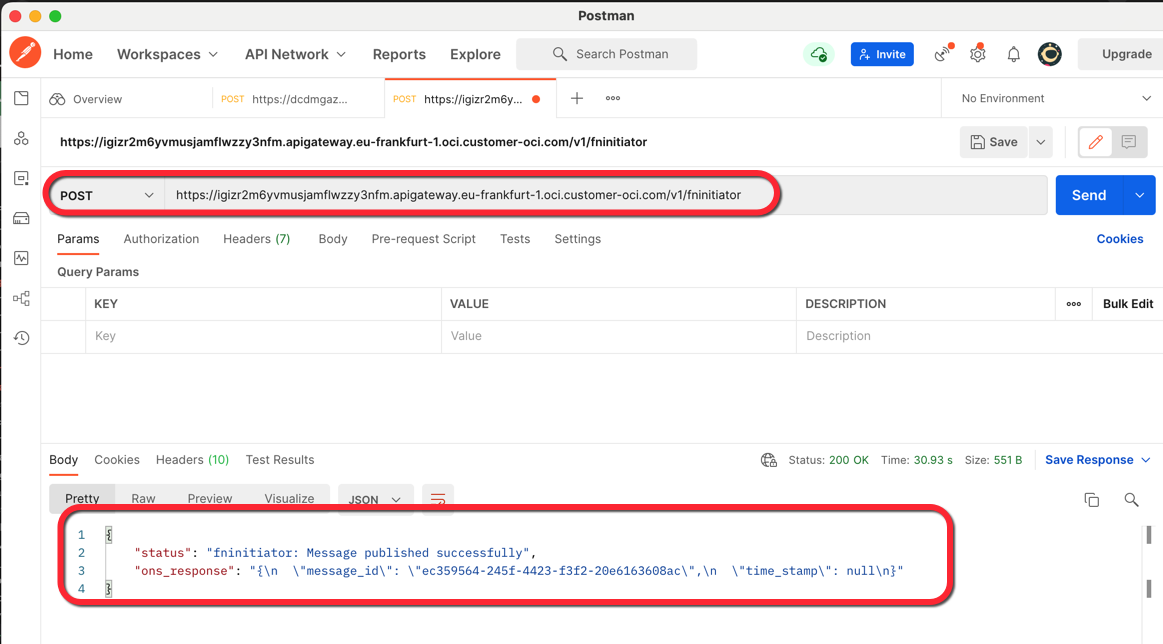 Postman
Home Workspaces API Network Reports Explore Search Postman Invite Upgrade
Overview POST https://dcdmgaz... POST https://igizr2m6y... No Environment
https://igizr2m6yvmusjamflwzzy3nfm.apigateway.eu-frankfurt-1.oci.customer-oci.com/v1/fninitiator Save
POST https://igizr2m6yvmusjamflwzzy3nfm.apigateway.eu-frankfurt-1.oci.customer-oci.com/v1/fninitiator Send
Params Authorization Headers (7) Body Pre-request Script Tests Settings Cookies
Query Params
KEY VALUE DESCRIPTION Bulk Edit
Key Value Description
Body Cookies Headers (10) Test Results Status: 200 OK Time: 30.93 s Size: 551 B Save Response
Pretty Raw Preview Visualize JSON
1 {
2 "status": "fninitiator: Message published successfully",
3 "ons_response": "{\n  \"message_id\": \"ec359564-245f-4423-f3f2-20e6163608ac\",\n  \"time_stamp\": null\n}"
4 }